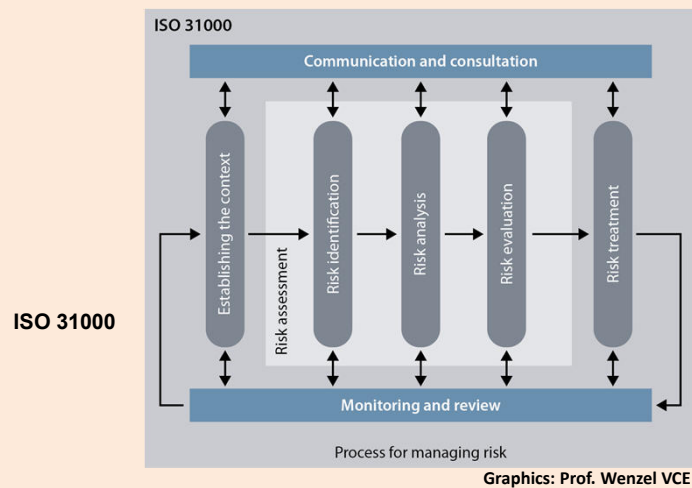 ISO 31000
Communication and consultation
Establishing the context
Risk assessment
Risk identification
Risk analysis
Risk evaluation
Risk treatment
ISO 31000
Monitoring and review
Process for managing risk
Graphics: Prof. Wenzel VCE